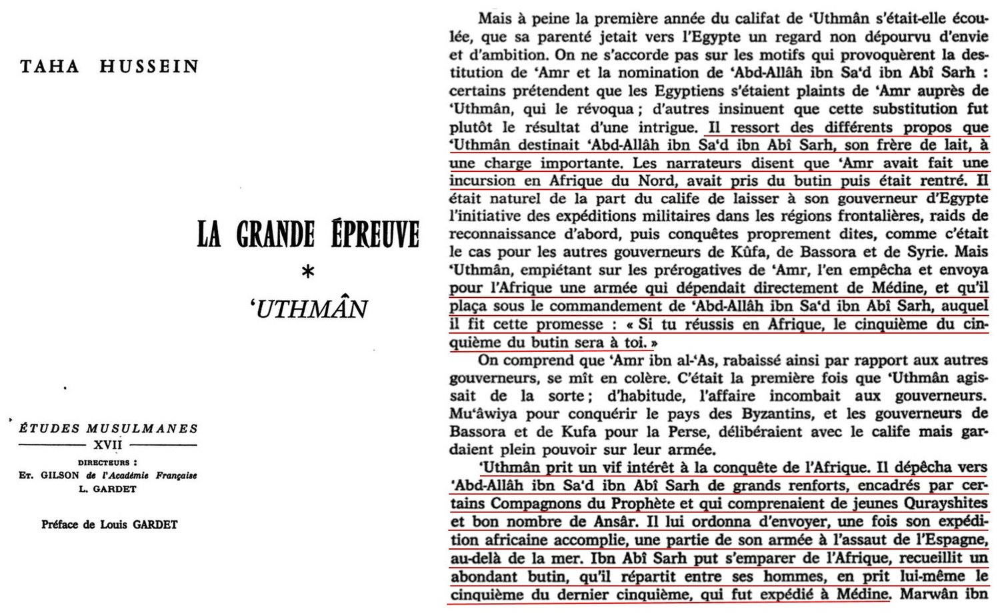 TAHA HUSSEIN
LA GRANDE ÉPREUVE
*
‘UTHMÂN
ÉTUDES MUSULMANES
XVII
DIRECTEURS :
Et. GILSON de l'Académie Française
L. GARDET
Préface de Louis GARDET
Mais à peine la première année du califat de ‘Uthmân s'était-elle écou-
lée, que sa parenté jetait vers l'Egypte un regard non dépourvu d'envie
et d'ambition. On ne s'accorde pas sur les motifs qui provoquèrent la des-
titution de ‘Amr et la nomination de ‘Abd-Allâh ibn Sa‘d ibn Abî Sarh :
certains prétendent que les Egyptiens s'étaient plaints de ‘Amr auprès de
‘Uthmân, qui le révoqua ; d'autres insinuent que cette substitution fut
plutôt le résultat d'une intrigue. Il ressort des différents propos que
‘Uthmân destinait ‘Abd-Allâh ibn Sa‘d ibn Abî Sarh, son frère de lait, à
une charge importante. Les narrateurs disent que ‘Amr avait fait une
incursion en Afrique du Nord, avait pris du butin puis était rentré. Il
était naturel de la part du calife de laisser à son gouverneur d'Egypte
l'initiative des expéditions militaires dans les régions frontalières, raids de
reconnaissance d'abord, puis conquêtes proprement dites, comme c'était
le cas pour les autres gouverneurs de Kûfa, de Bassora et de Syrie. Mais
‘Uthmân, empiétant sur les prérogatives de ‘Amr, l'en empêcha et envoya
pour l'Afrique une armée qui dépendait directement de Médine, et qu'il
plaça sous le commandement de ‘Abd-Allâh ibn Sa‘d ibn Abî Sarh, auquel
il fit cette promesse : « Si tu réussis en Afrique, le cinquième du cin-
quième du butin sera à toi. »
On comprend que ‘Amr ibn al-‘As, rabaissé ainsi par rapport aux autres
gouverneurs, se mît en colère. C'était la première fois que ‘Uthmân agis-
sait de la sorte ; d'habitude, l'affaire incombait aux gouverneurs.
Mu‘âwiya pour conquérir le pays des Byzantins, et les gouverneurs de
Bassora et de Kufa pour la Perse, délibéraient avec le calife mais gar-
daient plein pouvoir sur leur armée.
‘Uthmân prit un vif intérêt à la conquête de l'Afrique. Il dépêcha vers
‘Abd-Allâh ibn Sa‘d ibn Abî Sarh de grands renforts, encadrés par cer-
tains Compagnons du Prophète et qui comprenaient de jeunes Qurayshites
et bon nombre de Ansâr. Il lui ordonna d'envoyer, une fois son expédi-
tion africaine accomplie, une partie de son armée à l'assaut de l'Espagne,
au-delà de la mer. Ibn Abî Sarh put s'emparer de l'Afrique, recueillit un
abondant butin, qu'il répartit entre ses hommes, en prit lui-même le
cinquième du dernier cinquième, qui fut expédié à Médine. Marwân ibn